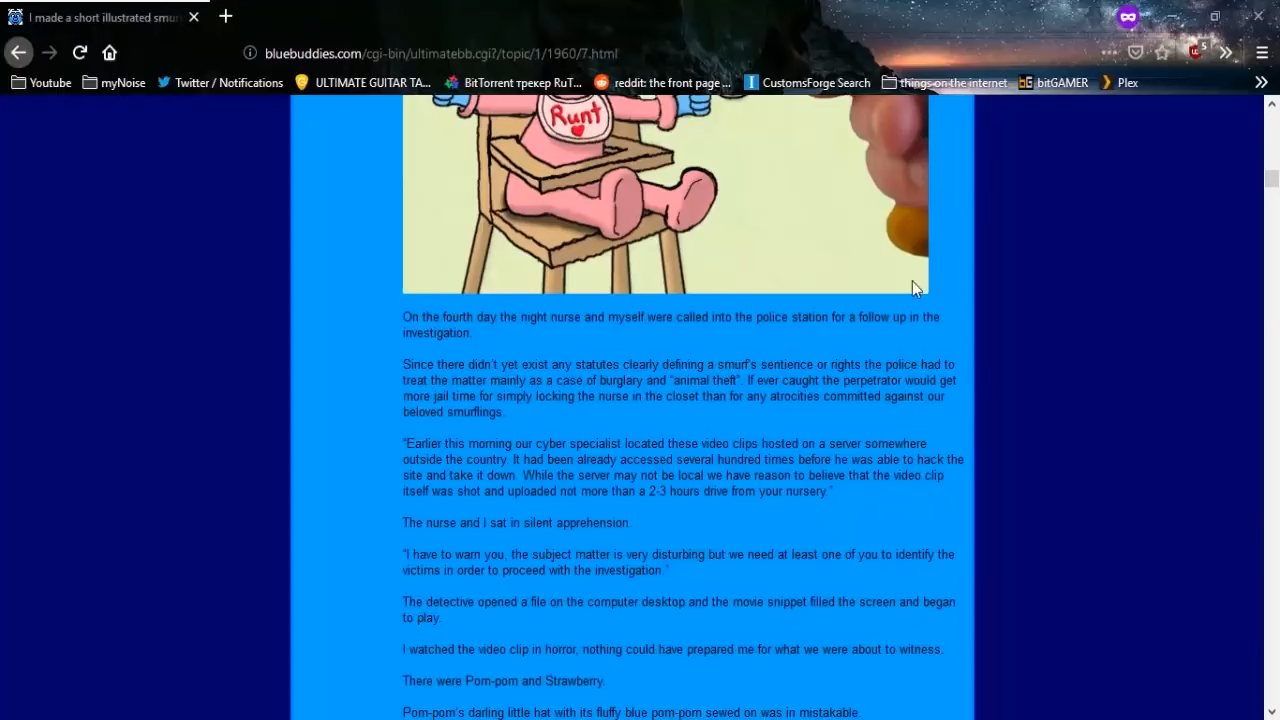 I made a short illustrated smur
bluebuddies.com/cgi-bin/ultimatebb.cgi?/topic/1/1960/7.html
5
Youtube myNoise Twitter / Notifications ULTIMATE GUITAR TA... BitTorrent трекер RuT... reddit: the front page ... CustomsForge Search things on the internet bitGAMER Plex
Runt
On the fourth day the night nurse and myself were called into the police station for a follow up in the
investigation.
Since there didn't yet exist any statutes clearly defining a smurf's sentience or rights the police had to
treat the matter mainly as a case of burglary and "animal theft". If ever caught the perpetrator would get
more jail time for simply locking the nurse in the closet than for any atrocities committed against our
beloved smurflings.
"Earlier this morning our cyber specialist located these video clips hosted on a server somewhere
outside the country. It had been already accessed several hundred times before he was able to hack the
site and take it down. While the server may not be local we have reason to believe that the video clip
itself was shot and uploaded not more than a 2-3 hours drive from your nursery."
The nurse and I sat in silent apprehension.
"I have to warn you, the subject matter is very disturbing but we need at least one of you to identify the
victims in order to proceed with the investigation."
The detective opened a file on the computer desktop and the movie snippet filled the screen and began
to play.
I watched the video clip in horror, nothing could have prepared me for what we were about to witness.
There were Pom-pom and Strawberry.
Pom-pom's darling little hat with its fluffy blue pom-pom sewed on was in mistakable.